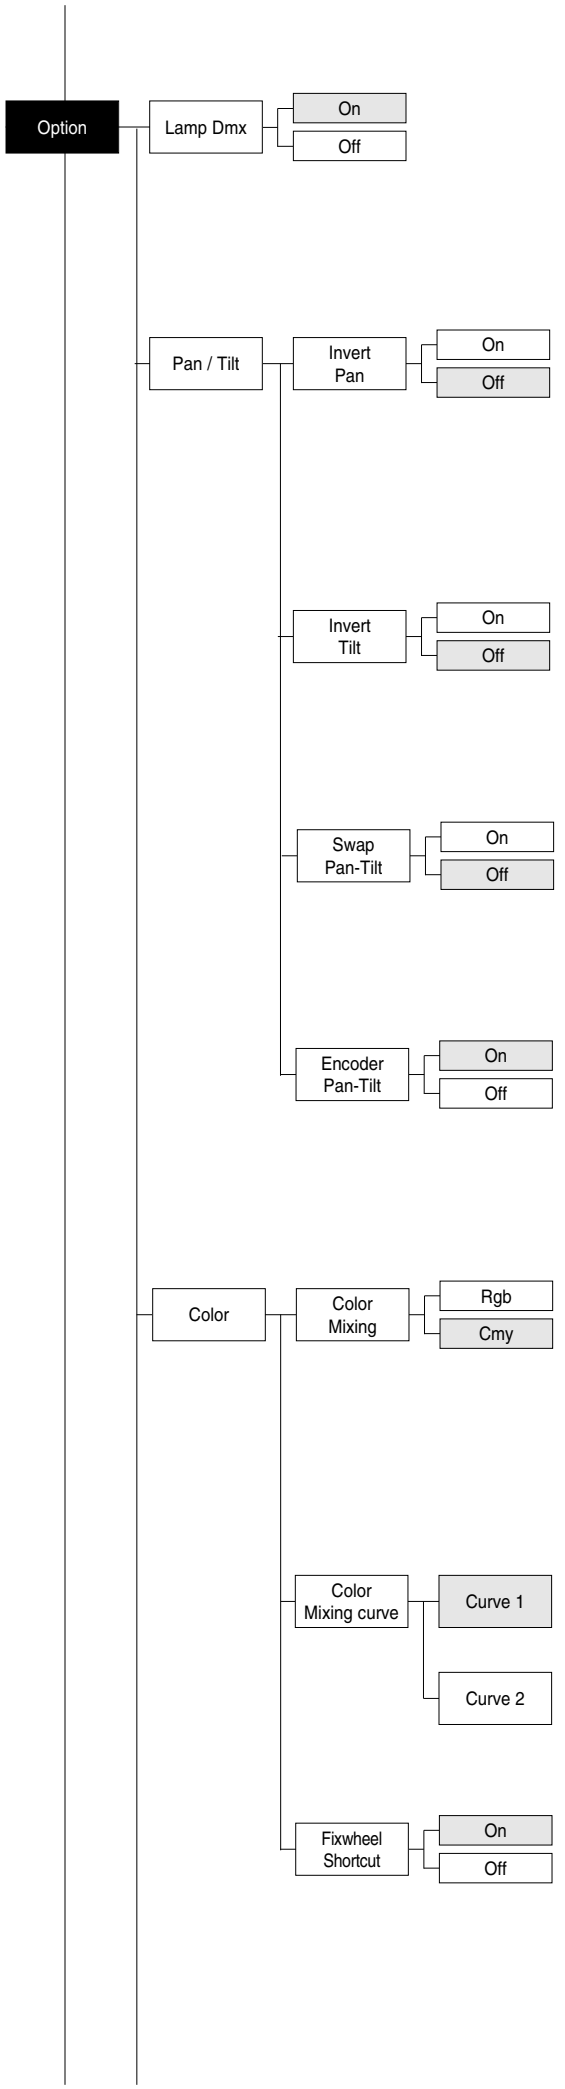 Option
Lamp Dmx
On
Off
Pan / Tilt
Invert
Pan
On
Off
Invert
Tilt
On
Off
Swap
Pan-Tilt
On
Off
Encoder
Pan-Tilt
On
Off
Color
Color
Mixing
Rgb
Cmy
Color
Mixing curve
Curve 1
Curve 2
Fixwheel
Shortcut
On
Off